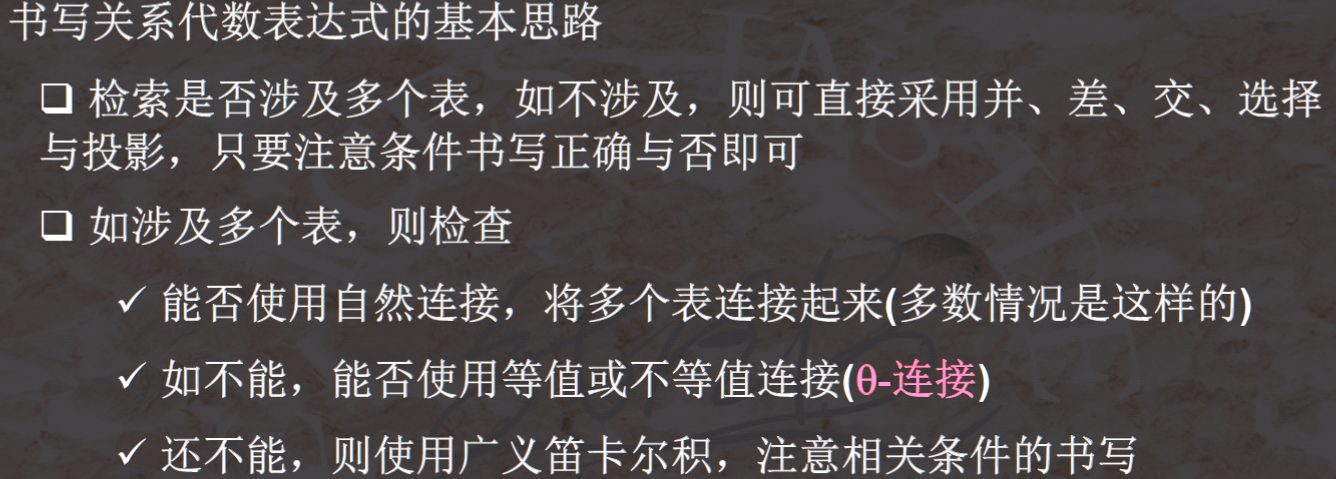 书写关系代数表达式的基本思路
❑ 检索是否涉及多个表，如不涉及，则可直接采用并、差、交、选择
与投影，只要注意条件书写正确与否即可
❑ 如涉及多个表，则检查
✓ 能否使用自然连接，将多个表连接起来(多数情况是这样的)
✓ 如不能，能否使用等值或不等值连接(θ-连接)
✓ 还不能，则使用广义笛卡尔积，注意相关条件的书写